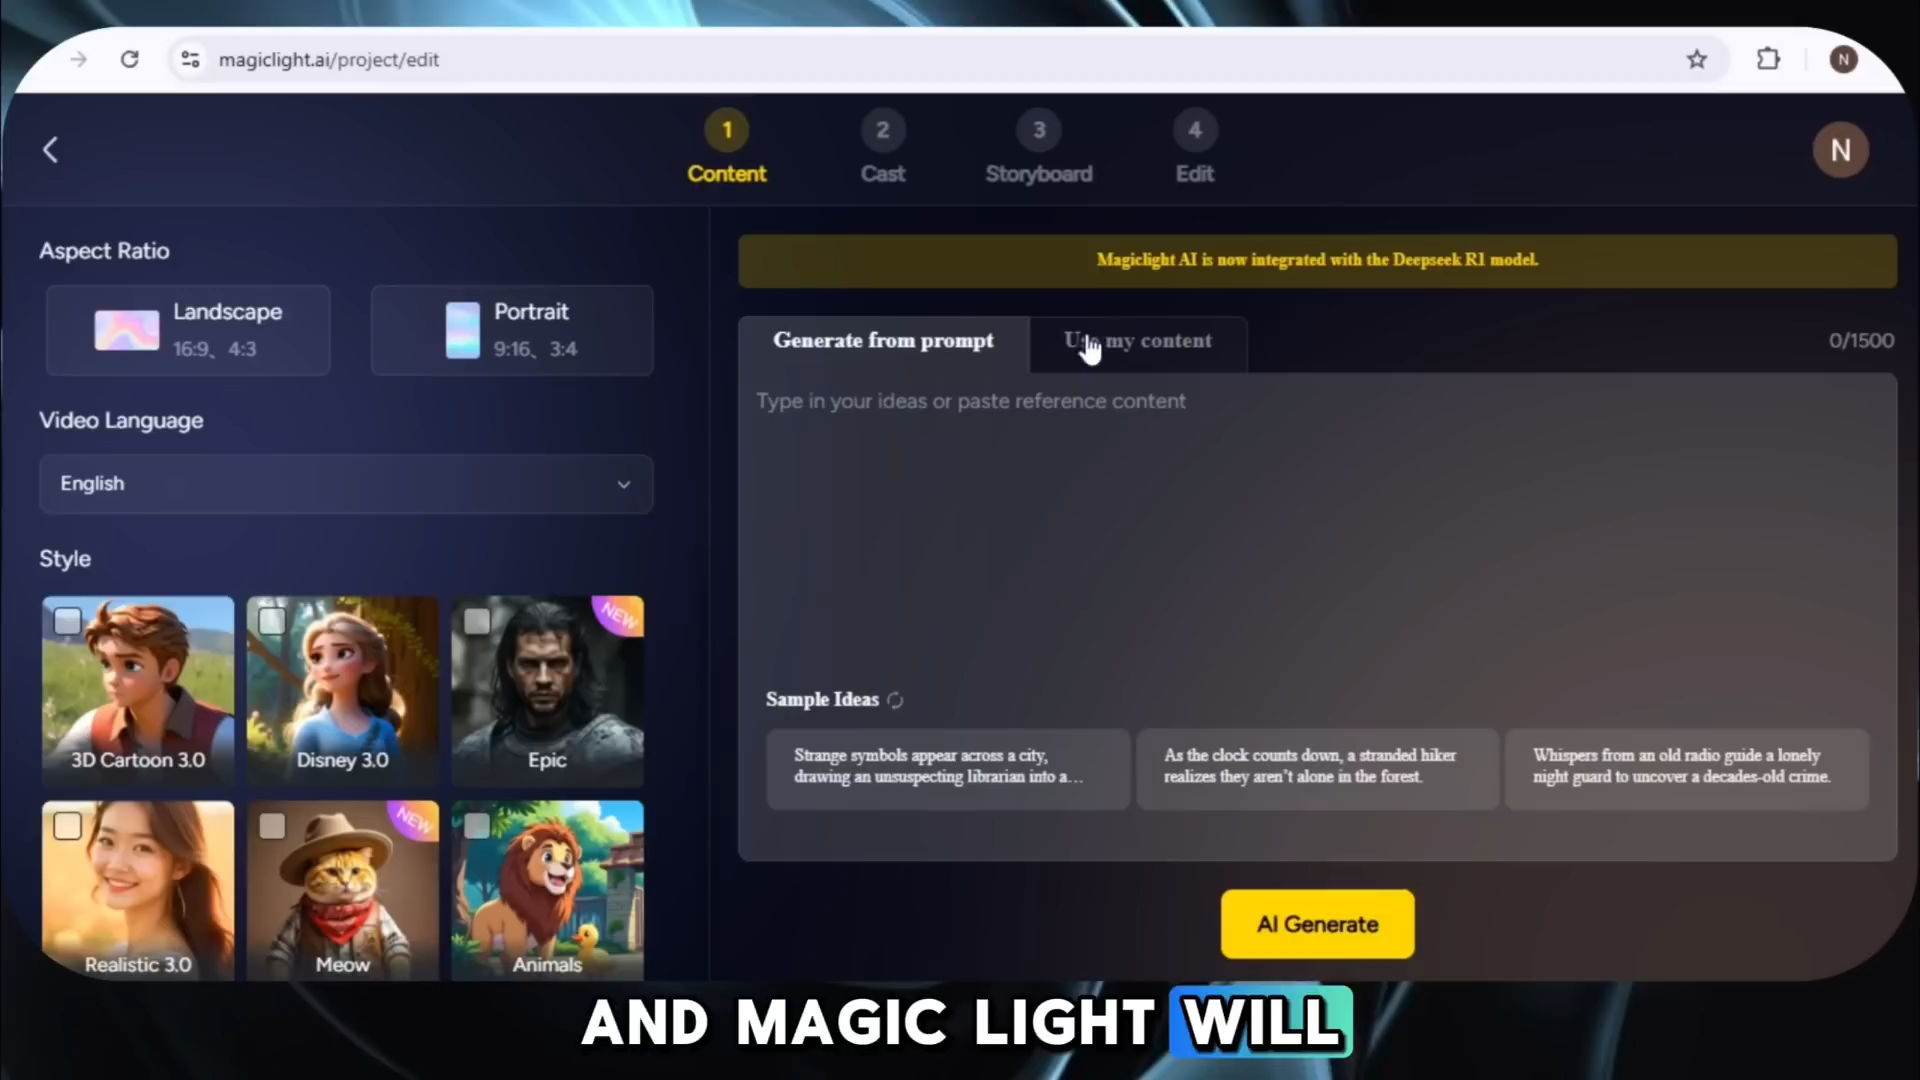 magiclight.ai/project/edit
N
1
Content
2
Cast
3
Storyboard
4
Edit
N
Aspect Ratio
Landscape
16:9、4:3
Portrait
9:16、3:4
Video Language
English
Style
3D Cartoon 3.0
Disney 3.0
NEW
Epic
Realistic 3.0
NEW
Meow
Animals
Magiclight AI is now integrated with the Deepseek R1 model.
Generate from prompt
my content
0/1500
Type in your ideas or paste reference content
Sample Ideas
Strange symbols appear across a city,
drawing an unsuspecting librarian into a...
As the clock counts down, a stranded hiker
realizes they aren't alone in the forest.
Whispers from an old radio guide a lonely
night guard to uncover a decades-old crime.
AI Generate
AND MAGIC LIGHT WILL